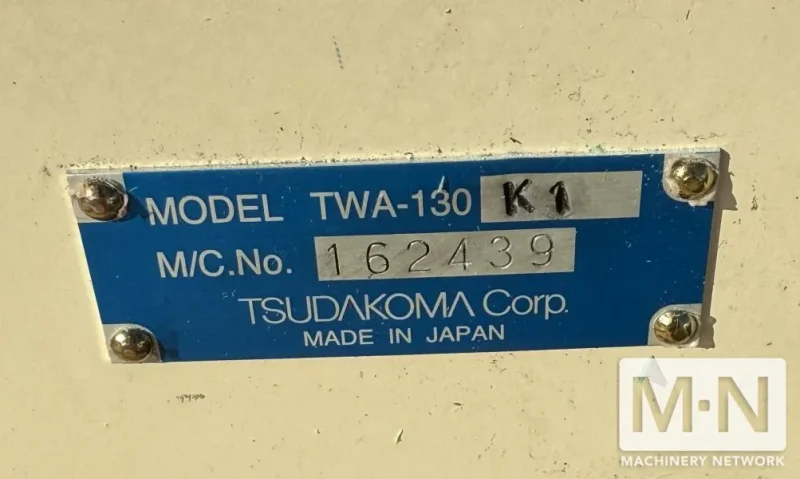 MODEL TWA-130 K1
M/C.No. 162439
TSUDAKOMA Corp.
MADE IN JAPAN
M·N
MACHINERY NETWORK